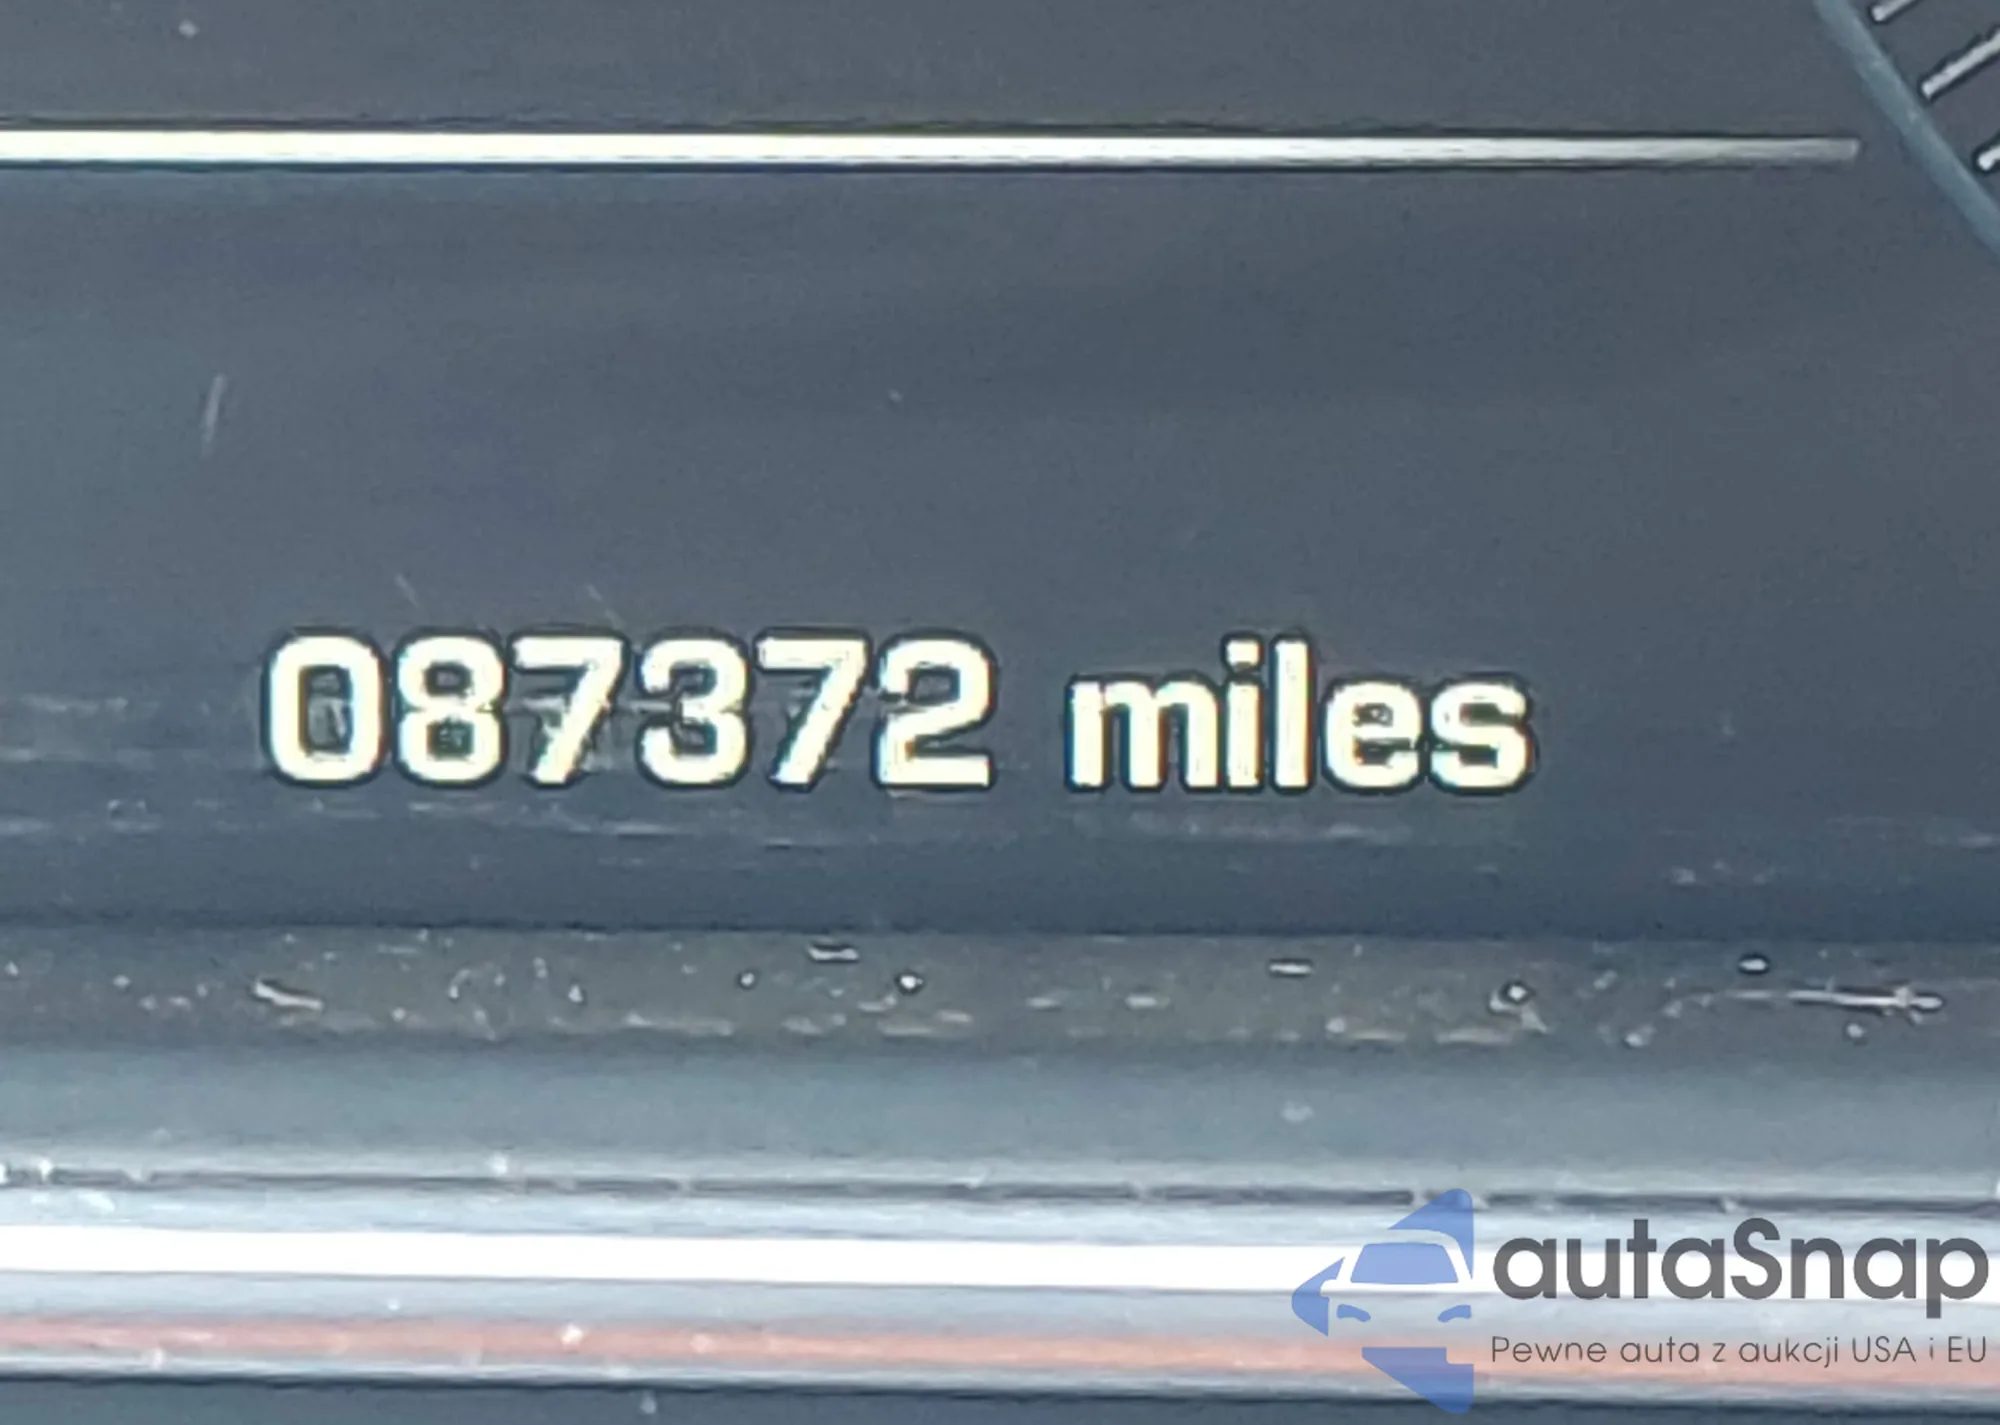 087372 miles
autaSnap
Pewne auta z aukcji USA i EU